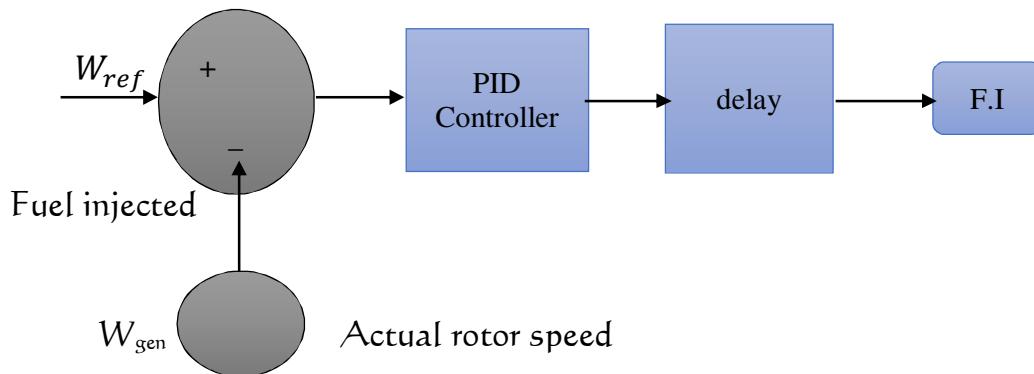 W_ref
+
−
PID
Controller
delay
F.I
Fuel injected
W_gen
Actual rotor speed